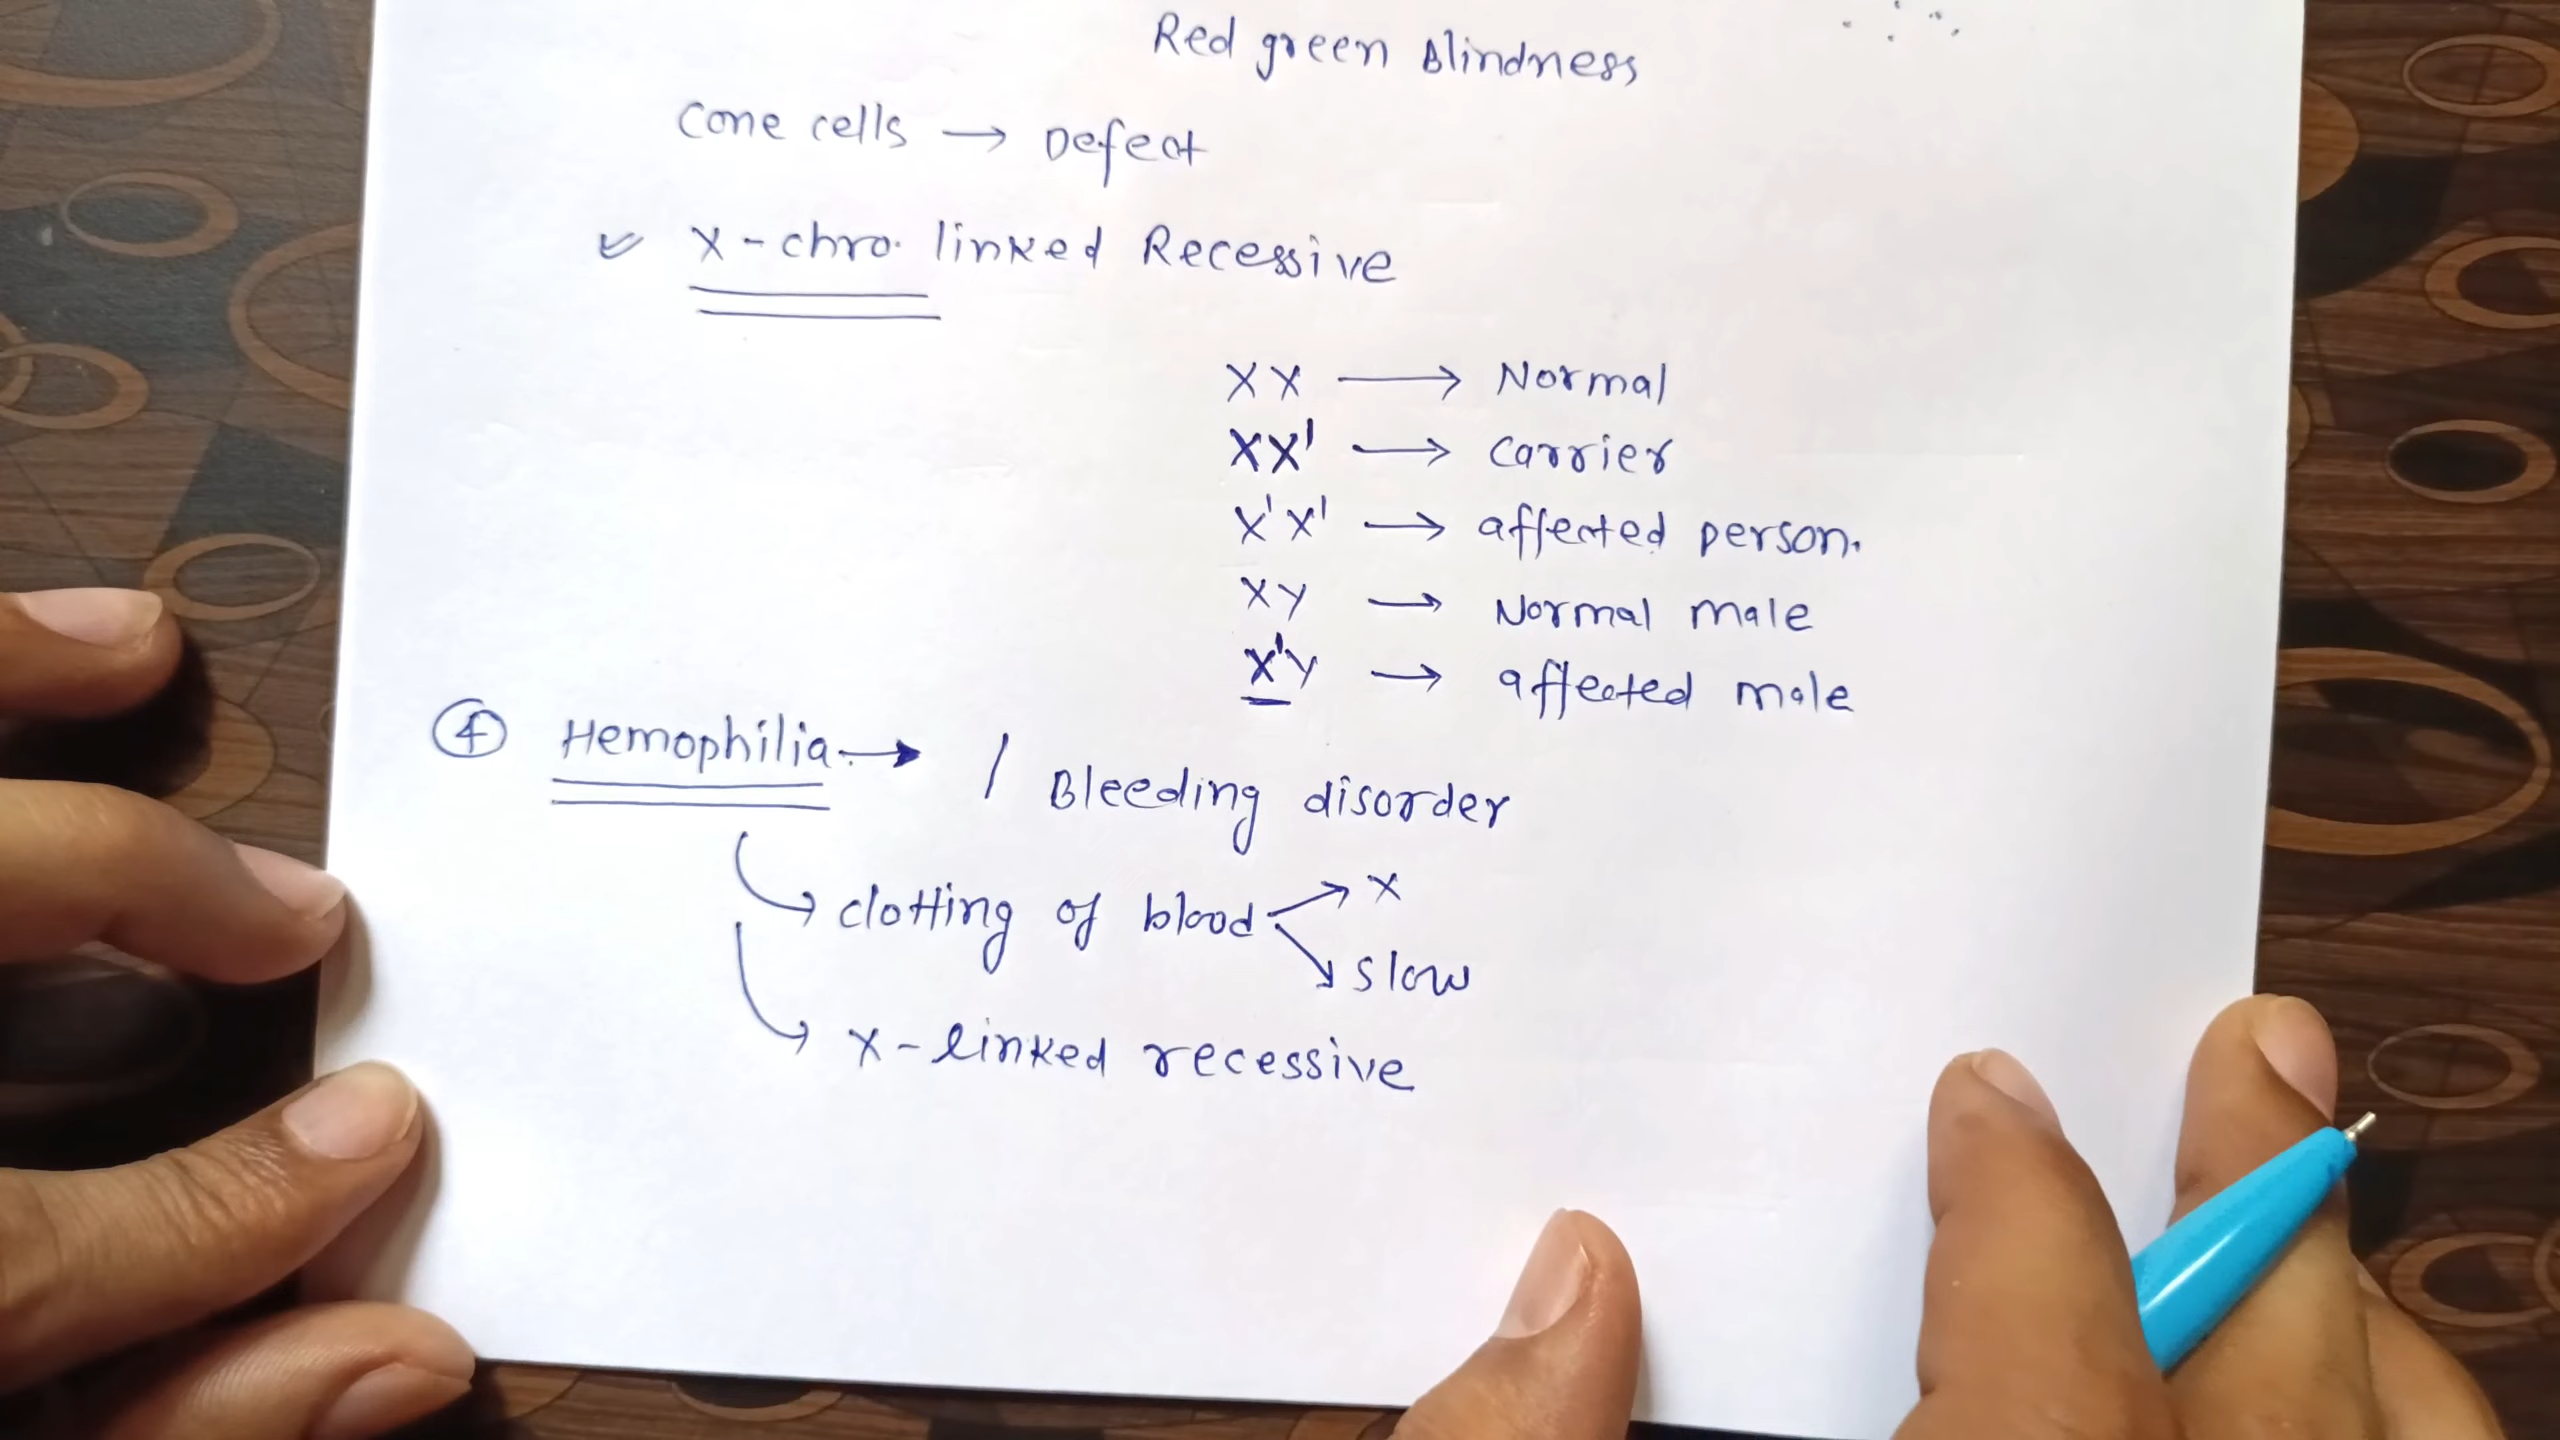 Red green Blindness
Cone cells → Defect
✓ X-chro. linked Recessive
XX → Normal
XX' → Carrier
X'X' → affected person.
XY → Normal male
X'Y → affected male
④ Hemophilia → / Bleeding disorder
→ clotting of blood → X
→ slow
→ X-linked recessive